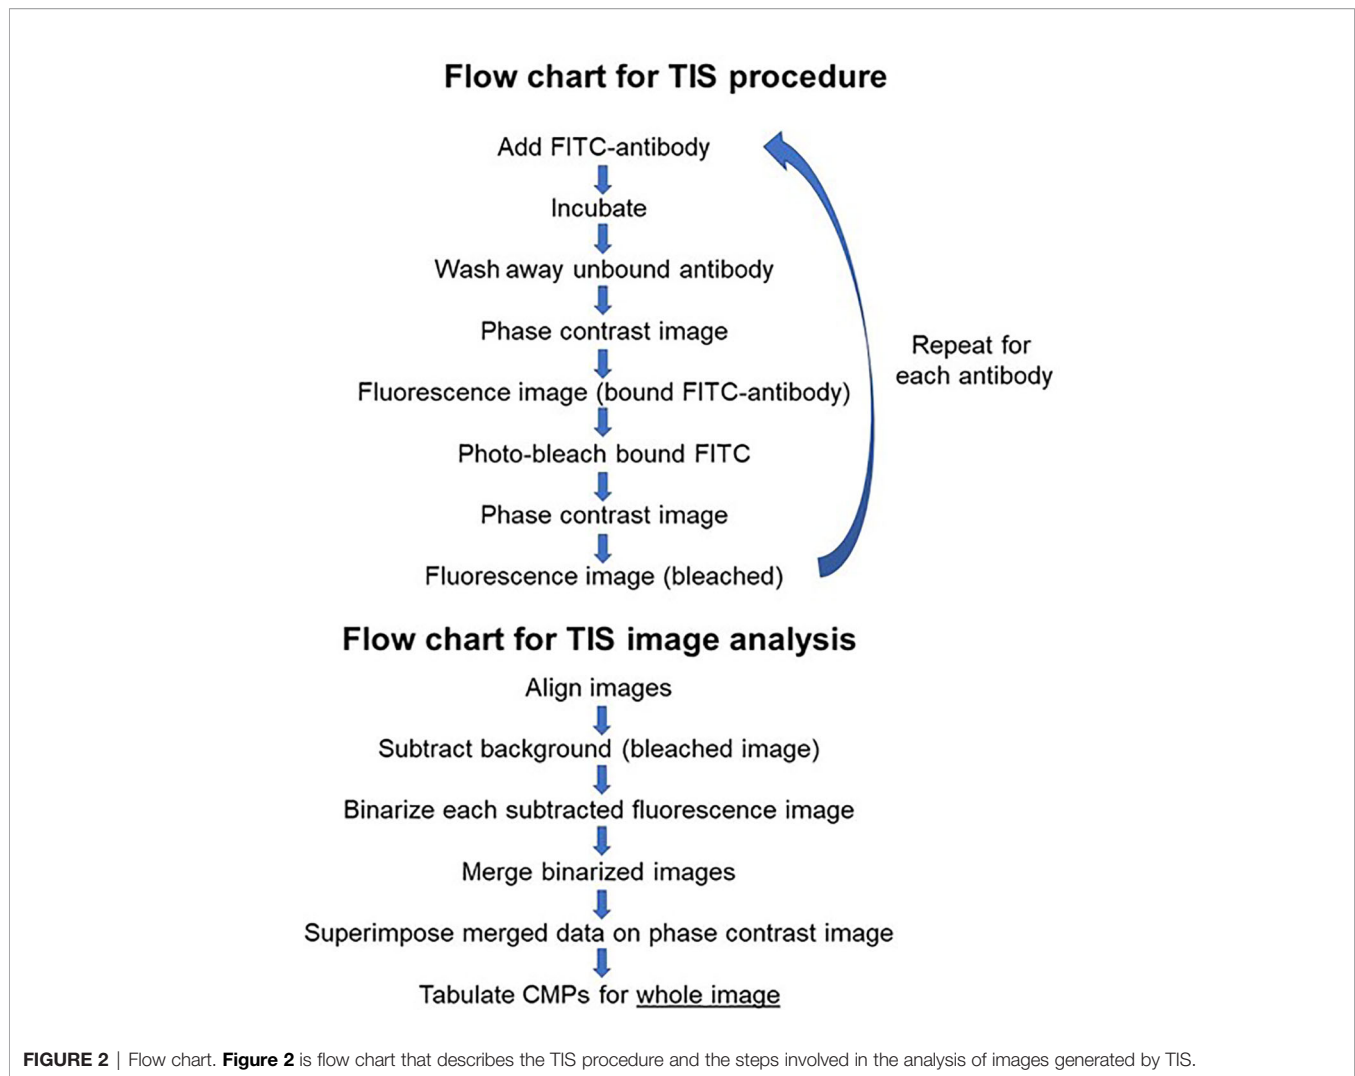 Flow chart for TIS procedure
Add FITC-antibody
Incubate
Wash away unbound antibody
Phase contrast image
Fluorescence image (bound FITC-antibody)
Photo-bleach bound FITC
Phase contrast image
Fluorescence image (bleached)
Repeat for
each antibody
Flow chart for TIS image analysis
Align images
Subtract background (bleached image)
Binarize each subtracted fluorescence image
Merge binarized images
Superimpose merged data on phase contrast image
Tabulate CMPs for whole image
FIGURE 2 | Flow chart. Figure 2 is flow chart that describes the TIS procedure and the steps involved in the analysis of images generated by TIS.